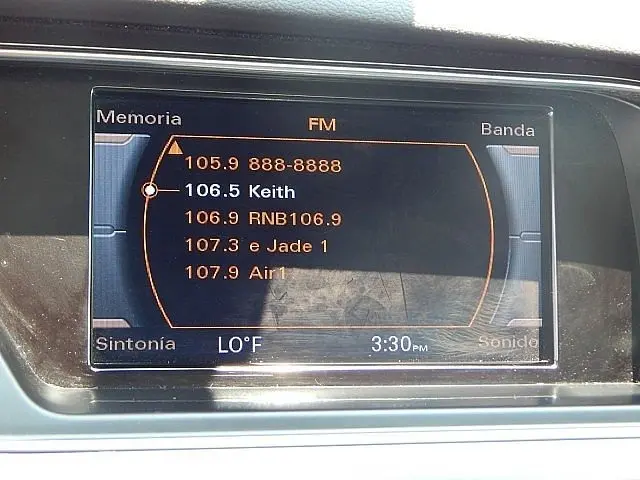 Memoria
FM
Banda
105.9 888-8888
106.5 Keith
106.9 RNB106.9
107.3 e Jade 1
107.9 Air1
Sintonía
LO°F
3:30PM
Sonido